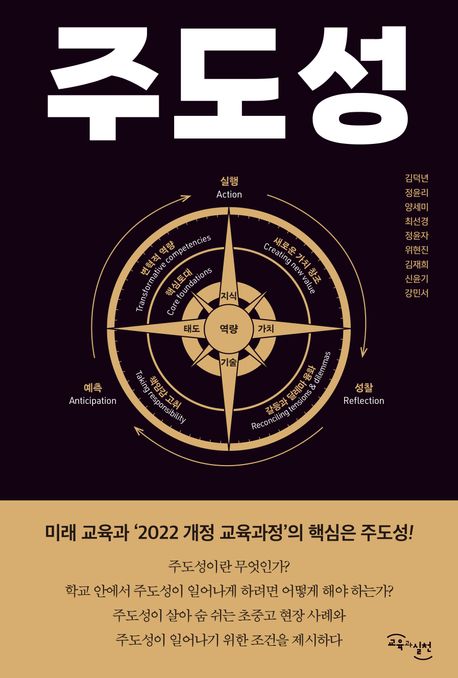 주도성
실행
Action
김덕년
정윤리
양세미
최선경
정윤자
위현진
김재희
신윤기
강민서
변혁적 역량
Transformative competencies
새로운 가치 창조
Creating new value
핵심토대
Core foundations
지식
태도
역량
가치
기술
예측
Anticipation
성찰
Reflection
책임감 고취
Taking responsibility
갈등과 딜레마 융화
Reconciling tensions & dilemmas
미래 교육과 ‘2022 개정 교육과정’의 핵심은 주도성!
주도성이란 무엇인가?
학교 안에서 주도성이 일어나게 하려면 어떻게 해야 하는가?
주도성이 살아 숨 쉬는 초중고 현장 사례와
주도성이 일어나기 위한 조건을 제시하다
교육과실천